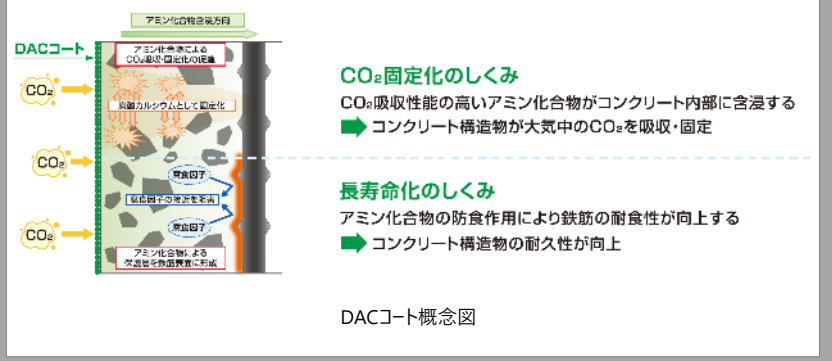 アミン化合物含浸方向
DACコート
アミン化合物による
CO₂吸収・固定化の促進
CO₂
炭酸カルシウムとして固定化
CO₂
腐食因子
腐食因子の接近を阻害
腐食因子
CO₂
アミン化合物による
保護層を鉄筋表面に形成
CO₂固定化のしくみ
CO₂吸収性能の高いアミン化合物がコンクリート内部に含浸する
コンクリート構造物が大気中のCO₂を吸収・固定
長寿命化のしくみ
アミン化合物の防食作用により鉄筋の耐食性が向上する
コンクリート構造物の耐久性が向上
DACコート概念図